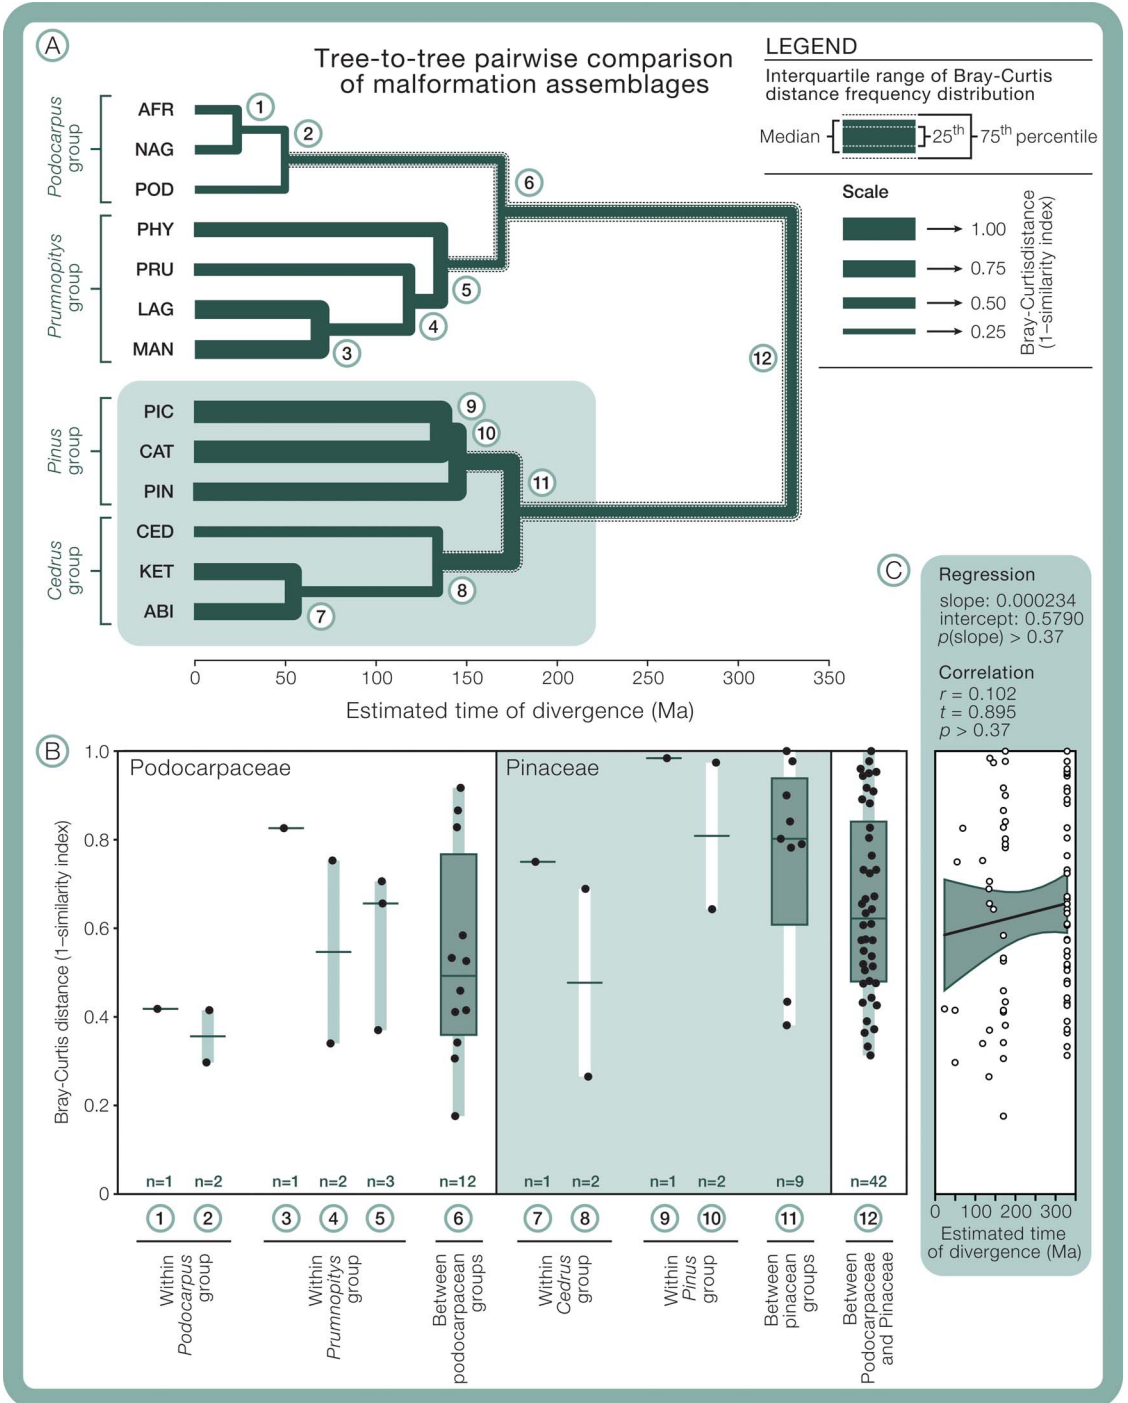 A
Tree-to-tree pairwise comparison
of malformation assemblages
LEGEND
Interquartile range of Bray-Curtis
distance frequency distribution
Median
25th
75th percentile
Scale
1.00
0.75
0.50
0.25
Bray-Curtisdistance
(1–similarity index)
Podocarpus
group
AFR
NAG
POD
Prumnopitys
group
PHY
PRU
LAG
MAN
Pinus
group
PIC
CAT
PIN
Cedrus
group
CED
KET
ABI
1
2
6
5
4
3
12
9
10
11
8
7
0 50 100 150 200 250 300 350
Estimated time of divergence (Ma)
B
Podocarpaceae
Pinaceae
Bray-Curtis distance (1–similarity index)
1.0
0.8
0.6
0.4
0.2
0
n=1 n=2 n=1 n=2 n=3 n=12 n=1 n=2 n=1 n=2 n=9 n=42
1 2 3 4 5 6 7 8 9 10 11 12
Within
Podocarpus
group
Within
Prumnopitys
group
Between
podocarpacean
groups
Within
Cedrus
group
Within
Pinus
group
Between
pinacean
groups
Between
Podocarpaceae
and Pinaceae
C
Regression
slope: 0.000234
intercept: 0.5790
p(slope) > 0.37
Correlation
r = 0.102
t = 0.895
p > 0.37
0 100 200 300
Estimated time
of divergence (Ma)